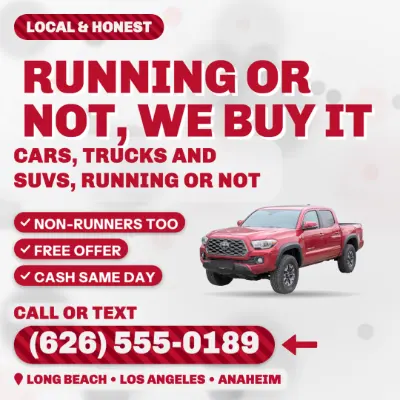 LOCAL & HONEST
RUNNING OR
NOT, WE BUY IT
CARS, TRUCKS AND
SUVS, RUNNING OR NOT
NON-RUNNERS TOO
FREE OFFER
CASH SAME DAY
CALL OR TEXT
(626) 555-0189
LONG BEACH • LOS ANGELES • ANAHEIM